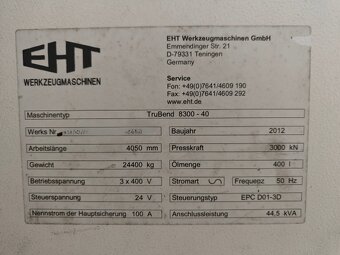 EHT
WERKZEUGMASCHINEN
EHT Werkzeugmaschinen GmbH
Emmendinger Str. 21
D-79331 Teningen
Germany
Service
Fon: +49(0)7641/4609 190
Fax: +49(0)7641/4609 292
www.eht.de
Maschinentyp TruBend 8300 - 40
Werks Nr. Baujahr 2012
Arbeitslänge 4050 mm Presskraft 3000 kN
Gewicht 24400 kg Ölmenge 400 l
Betriebsspannung 3 x 400 V Stromart Frequenz 50 Hz
Steuerspannung 24 V Steuerungstyp EPC D01-3D
Nennstrom der Hauptsicherung 100 A Anschlussleistung 44,5 kVA